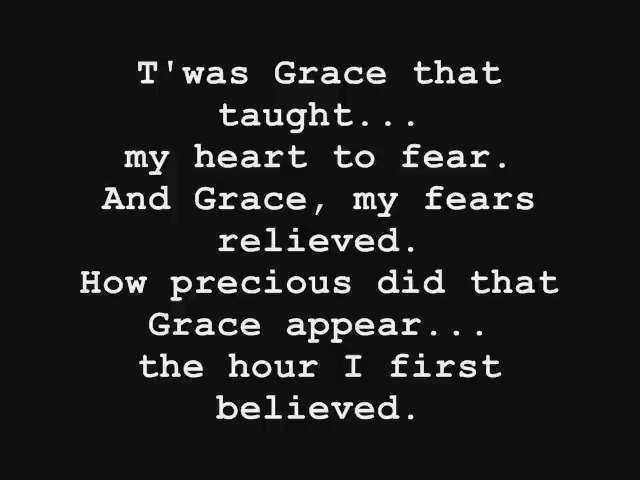 T'was Grace that
taught...
my heart to fear.
And Grace, my fears
relieved.
How precious did that
Grace appear...
the hour I first
believed.